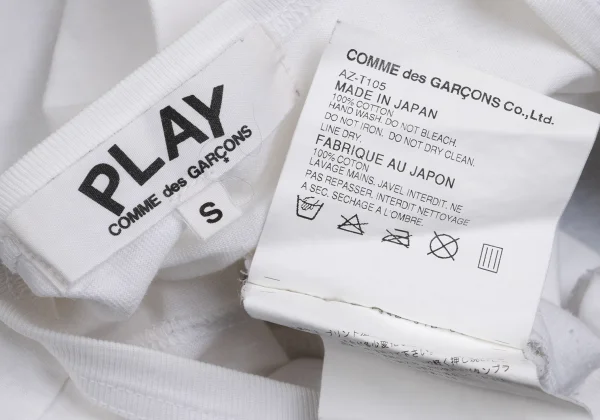 PLAY
COMME des GARÇONS
S
COMME des GARÇONS Co.,Ltd.
AZ-T105
MADE IN JAPAN
100% COTTON
HAND WASH. DO NOT BLEACH.
DO NOT IRON. DO NOT DRY CLEAN.
LINE DRY.
FABRIQUE AU JAPON
100% COTON
LAVAGE MAINS. JAVEL INTERDIT. NE
PAS REPASSER. INTERDIT NETTOYAGE
A SEC. SECHAGE A L'OMBRE.